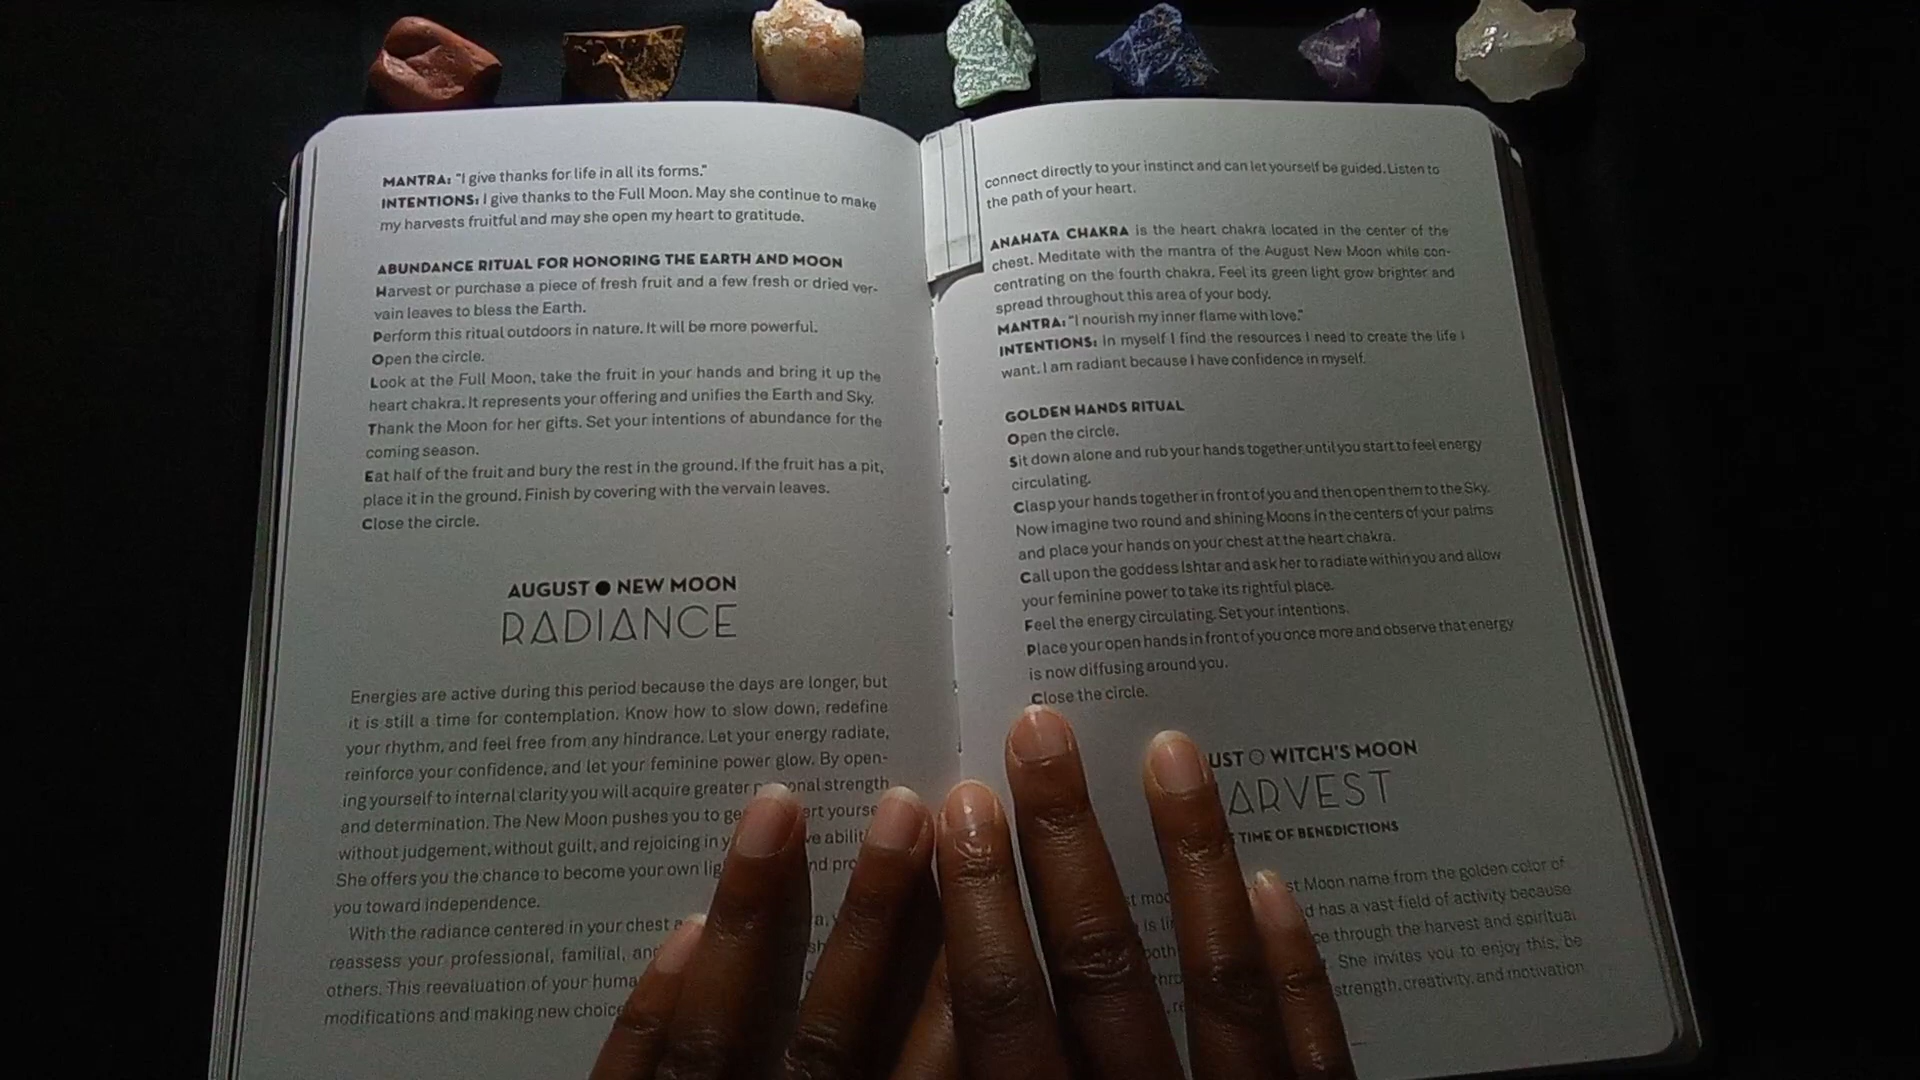 MANTRA: "I give thanks for life in all its forms."
INTENTIONS: I give thanks to the Full Moon. May she continue to make
my harvests fruitful and may she open my heart to gratitude.
ABUNDANCE RITUAL FOR HONORING THE EARTH AND MOON
Harvest or purchase a piece of fresh fruit and a few fresh or dried ver-
vain leaves to bless the Earth.
Perform this ritual outdoors in nature. It will be more powerful.
Open the circle.
Look at the Full Moon, take the fruit in your hands and bring it up the
heart chakra. It represents your offering and unifies the Earth and Sky.
Thank the Moon for her gifts. Set your intentions of abundance for the
coming season.
Eat half of the fruit and bury the rest in the ground. If the fruit has a pit,
place it in the ground. Finish by covering with the vervain leaves.
Close the circle.
AUGUST NEW MOON
RADIANCE
Energies are active during this period because the days are longer, but
it is still a time for contemplation. Know how to slow down, redefine
your rhythm, and feel free from any hindrance. Let your energy radiate,
reinforce your confidence, and let your feminine power glow. By open-
ing yourself to internal clarity you will acquire greater strength
and determination. The New Moon pushes you to
without judgement, without guilt, and rejoicing in
She offers you the chance to become your own
you toward independence.
With the radiance centered in your chest
reassess your professional, familial,
others. This reevaluation of your
modifications and making new
connect directly to your instinct and can let yourself be guided. Listen to
the path of your heart.
ANAHATA CHAKRA is the heart chakra located in the center of the
chest. Meditate with the mantra of the August New Moon while con-
centrating on the fourth chakra. Feel its green light grow brighter and
spread throughout this area of your body.
MANTRA: "I nourish my inner flame with love."
INTENTIONS: In myself I find the resources I need to create the life I
want. I am radiant because I have confidence in myself.
GOLDEN HANDS RITUAL
Open the circle.
Sit down alone and rub your hands together until you start to feel energy
circulating.
Clasp your hands together in front of you and then open them to the Sky.
Now imagine two round and shining Moons in the centers of your palms
and place your hands on your chest at the heart chakra.
Call upon the goddess Ishtar and ask her to radiate within you and allow
your feminine power to take its rightful place.
Feel the energy circulating. Set your intentions.
Place your open hands in front of you once more and observe that energy
is now diffusing around you.
Close the circle.
WITCH'S MOON
TIME OF BENEDICTIONS
Moon name from the golden color of
has a vast field of activity because
through the harvest and spiritual
She invites you to enjoy this, be
strength, creativity, and motivation